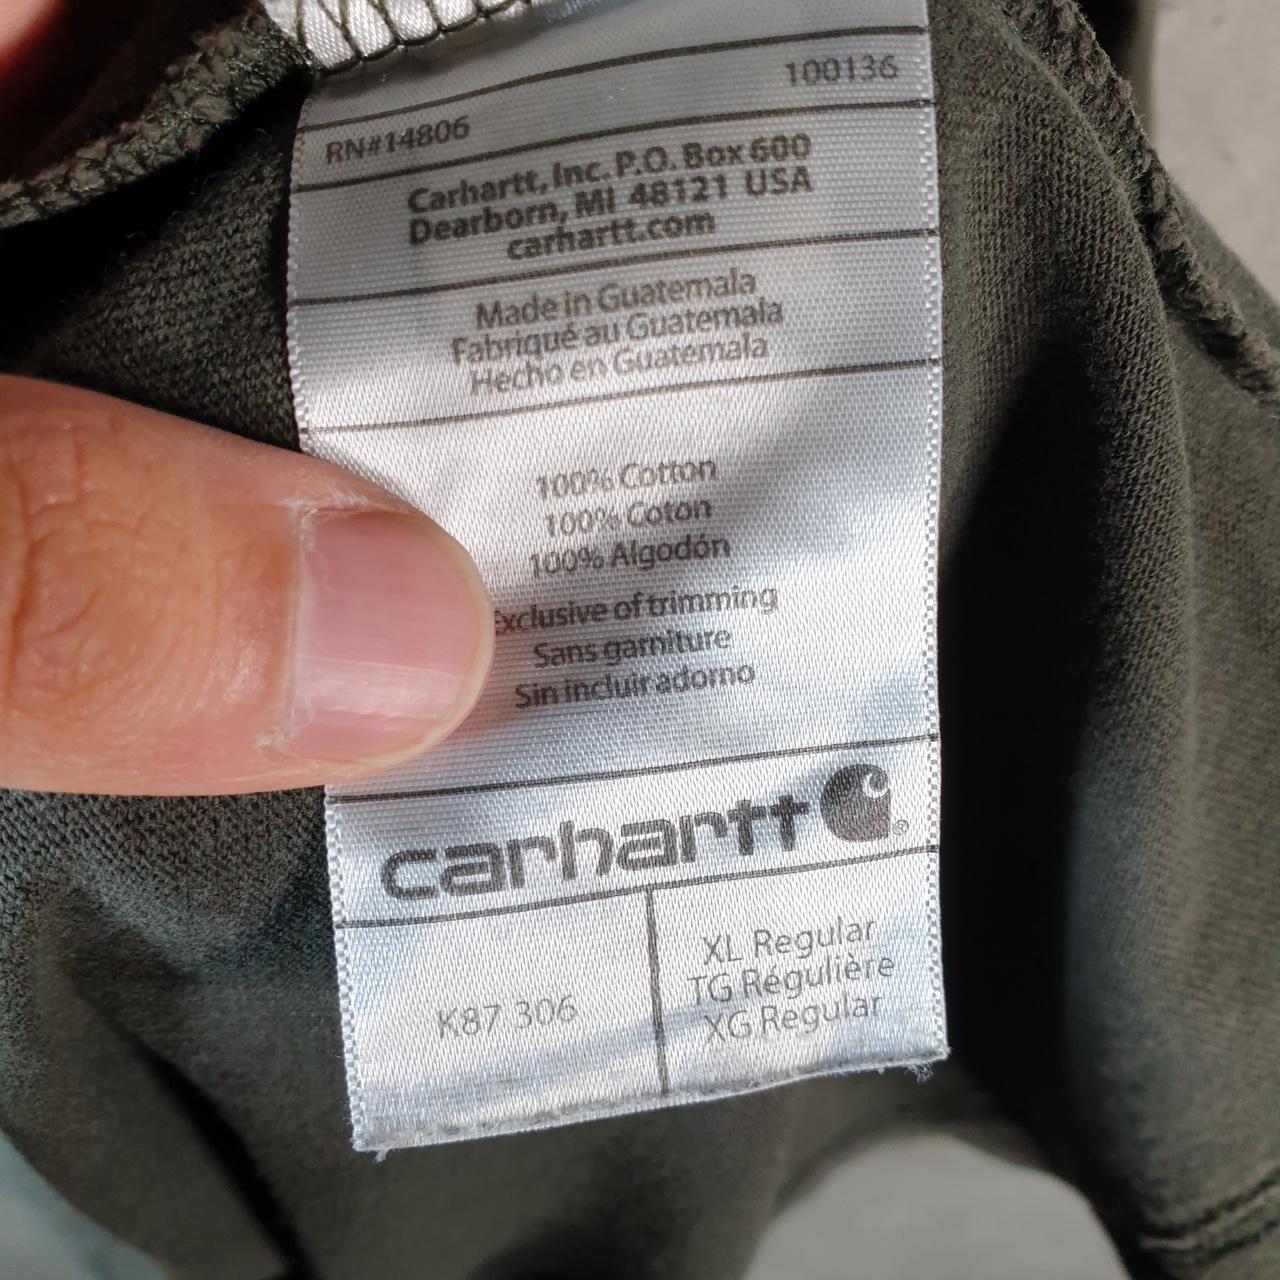 100136
RN#14806
Carhartt, Inc. P.O. Box 600
Dearborn, MI 48121 USA
carhartt.com
Made in Guatemala
Fabriqué au Guatemala
Hecho en Guatemala
100% Cotton
100% Coton
100% Algodón
Exclusive of trimming
Sans garniture
Sin incluir adorno
carhartt ®
K87 306
XL Regular
TG Régulière
XG Regular